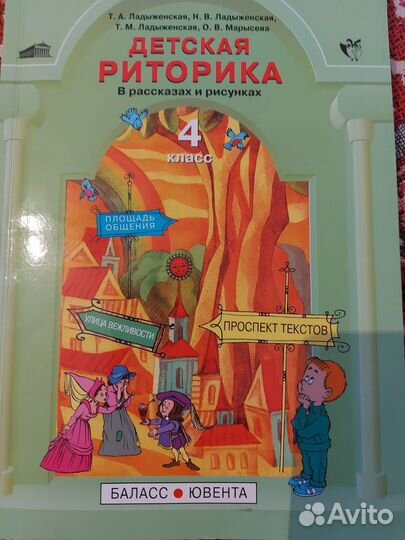 Т. А. Ладыженская, Н. В. Ладыженская,
Т. М. Ладыженская, О. В. Марысева
ДЕТСКАЯ
РИТОРИКА
В рассказах и рисунках
4
класс
ПЛОЩАДЬ
ОБЩЕНИЯ
УЛИЦА ВЕЖЛИВОСТИ
ПРОСПЕКТ ТЕКСТОВ
БАЛАСС • ЮВЕНТА
Avito